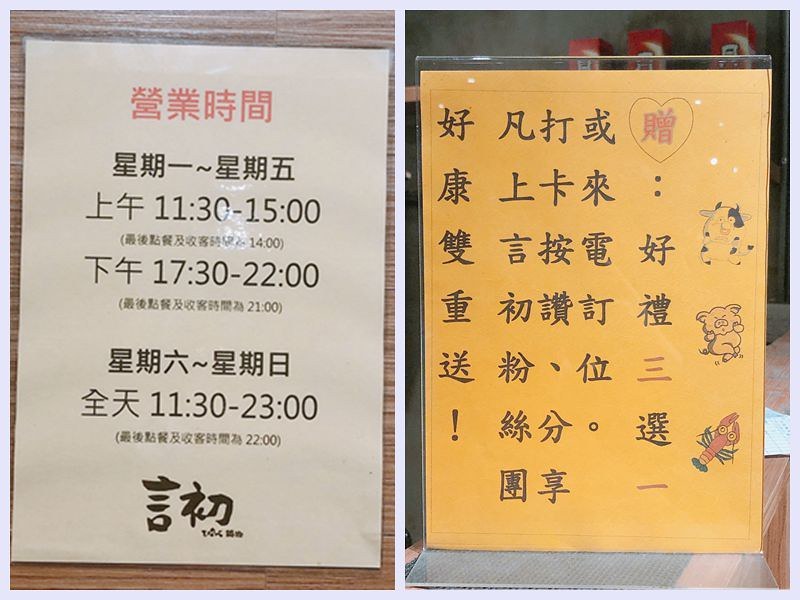 營業時間
星期一~星期五
上午 11:30-15:00
(最後點餐及收客時間為 14:00)
下午 17:30-22:00
(最後點餐及收客時間為 21:00)
星期六~星期日
全天 11:30-23:00
(最後點餐及收客時間為 22:00)
言初
好康雙重送！
凡上言初粉絲團
打卡按讚、分享
或來電訂位。
贈：好禮三選一